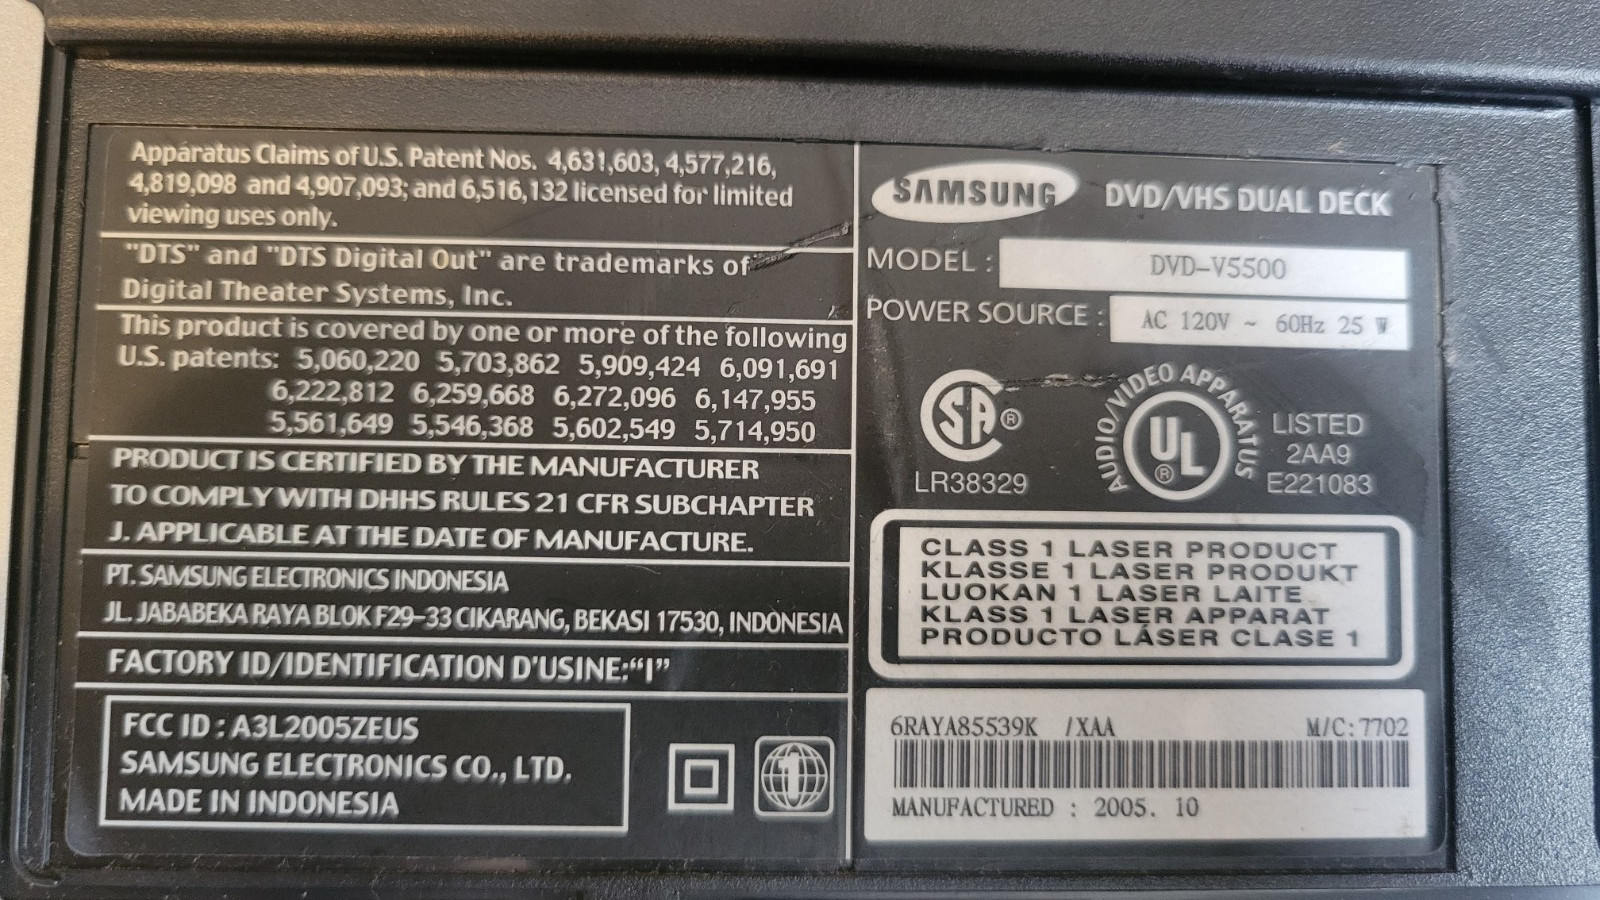 Apparatus Claims of U.S. Patent Nos. 4,631,603, 4,577,216,
4,819,098 and 4,907,093; and 6,516,132 licensed for limited
viewing uses only.
"DTS" and "DTS Digital Out" are trademarks of
Digital Theater Systems, Inc.
This product is covered by one or more of the following
U.S. patents: 5,060,220 5,703,862 5,909,424 6,091,691
6,222,812 6,259,668 6,272,096 6,147,955
5,561,649 5,546,368 5,602,549 5,714,950
PRODUCT IS CERTIFIED BY THE MANUFACTURER
TO COMPLY WITH DHHS RULES 21 CFR SUBCHAPTER
J. APPLICABLE AT THE DATE OF MANUFACTURE.
PT. SAMSUNG ELECTRONICS INDONESIA
JL. JABABEKA RAYA BLOK F29-33 CIKARANG, BEKASI 17530, INDONESIA
FACTORY ID/IDENTIFICATION D'USINE:“I”
FCC ID : A3L2005ZEUS
SAMSUNG ELECTRONICS CO., LTD.
MADE IN INDONESIA
1
SAMSUNG DVD/VHS DUAL DECK
MODEL : DVD-V5500
POWER SOURCE : AC 120V ~ 60Hz 25 W
SA ®
LR38329
AUDIO/VIDEO APPARATUS
UL ®
LISTED
2AA9
E221083
CLASS 1 LASER PRODUCT
KLASSE 1 LASER PRODUKT
LUOKAN 1 LASER LAITE
KLASS 1 LASER APPARAT
PRODUCTO LÁSER CLASE 1
6RAYA85539K /XAA M/C:7702
MANUFACTURED : 2005. 10